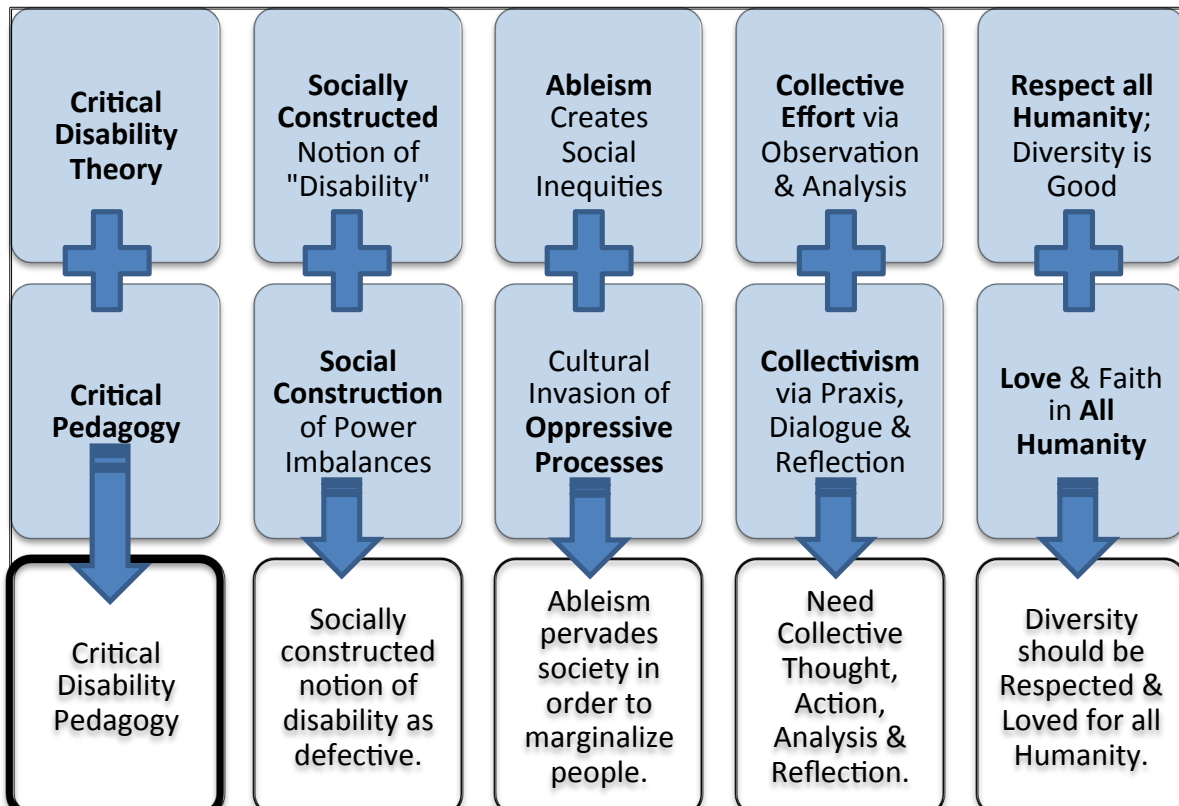 Critical
Disability
Theory
Socially
Constructed
Notion of
"Disability"
Ableism
Creates
Social
Inequities
Collective
Effort via
Observation
& Analysis
Respect all
Humanity;
Diversity is
Good
Critical
Pedagogy
Social
Construction
of Power
Imbalances
Cultural
Invasion of
Oppressive
Processes
Collectivism
via Praxis,
Dialogue &
Reflection
Love & Faith
in All
Humanity
Critical
Disability
Pedagogy
Socially
constructed
notion of
disability as
defective.
Ableism
pervades
society in
order to
marginalize
people.
Need
Collective
Thought,
Action,
Analysis &
Reflection.
Diversity
should be
Respected &
Loved for all
Humanity.